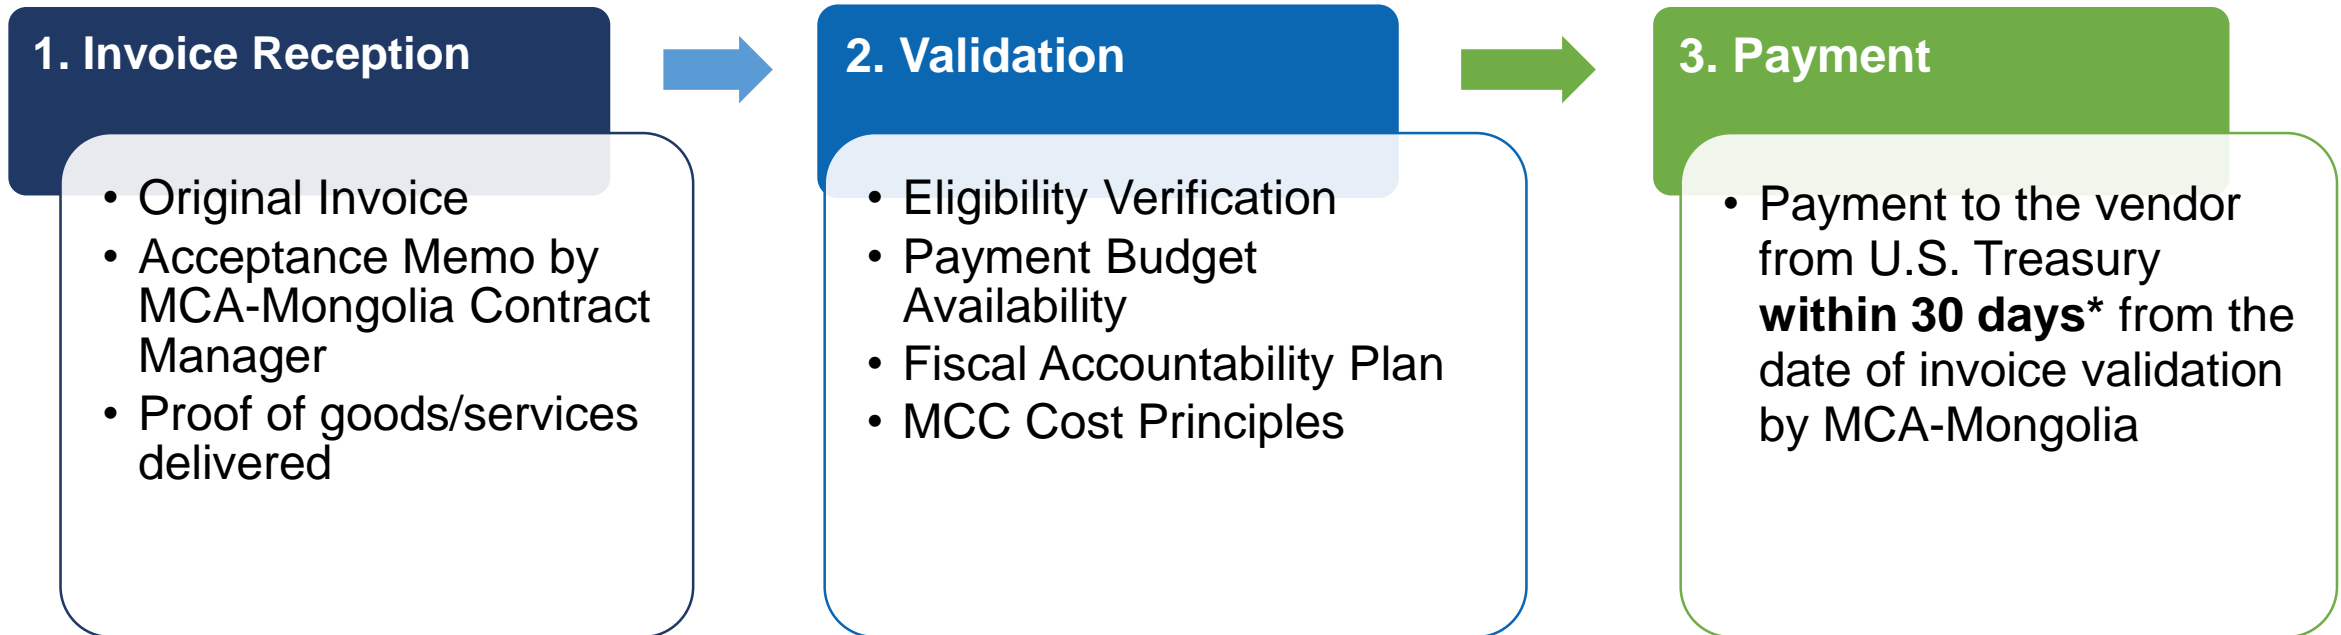 1. Invoice Reception
• Original Invoice
• Acceptance Memo by
MCA-Mongolia Contract
Manager
• Proof of goods/services
delivered
2. Validation
• Eligibility Verification
• Payment Budget
Availability
• Fiscal Accountability Plan
• MCC Cost Principles
3. Payment
• Payment to the vendor
from U.S. Treasury
within 30 days* from the
date of invoice validation
by MCA-Mongolia